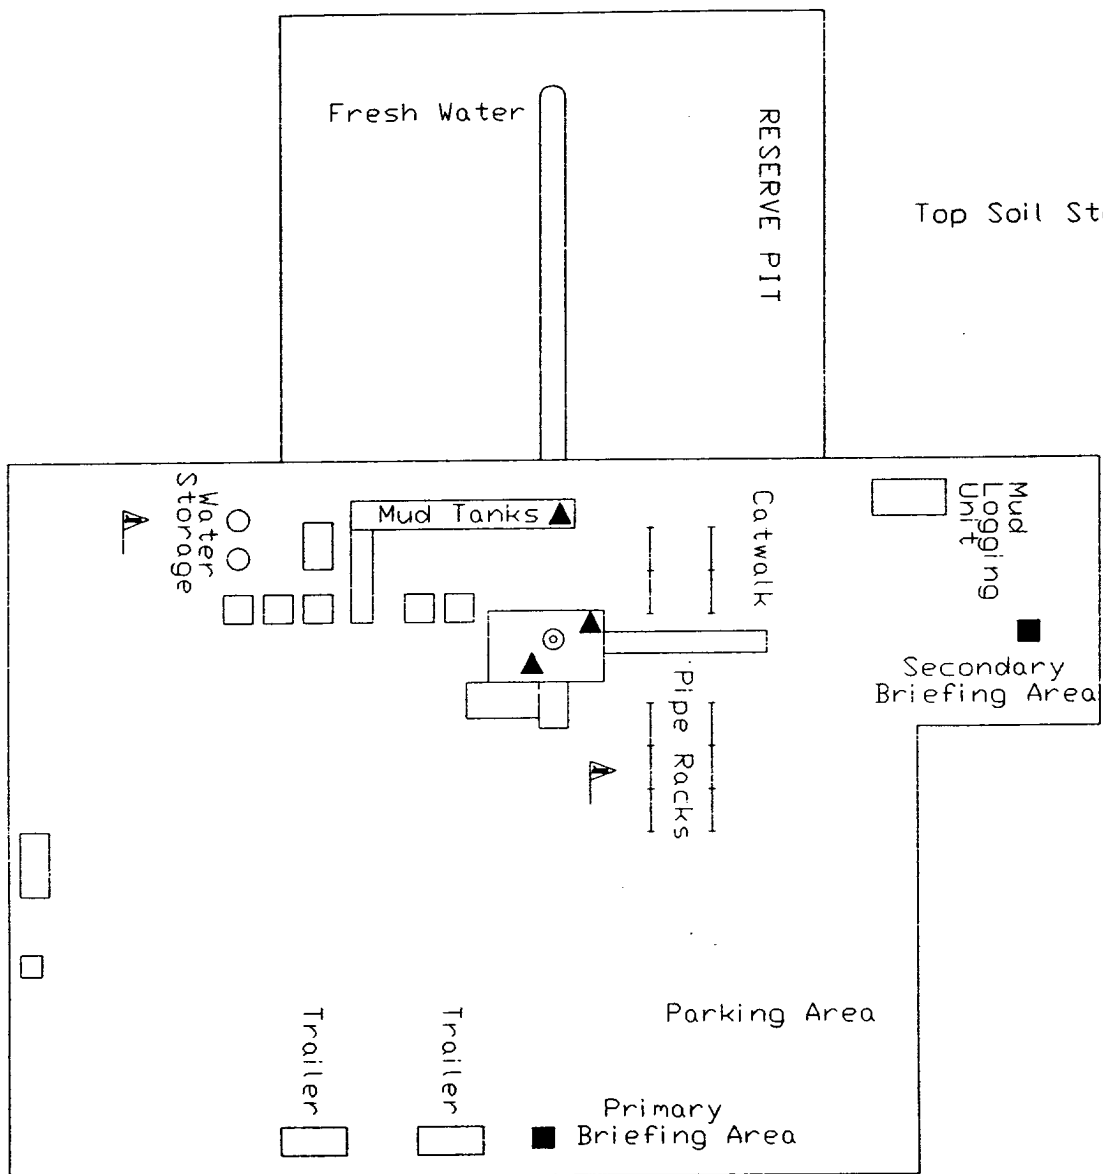 Fresh Water
RESERVE PIT
Top Soil
Water
Storage
Mud Tanks
Catwalk
Mud
Logging
Unit
Secondary
Briefing Area
Pipe Racks
Parking Area
Trailer
Trailer
Primary
Briefing Area